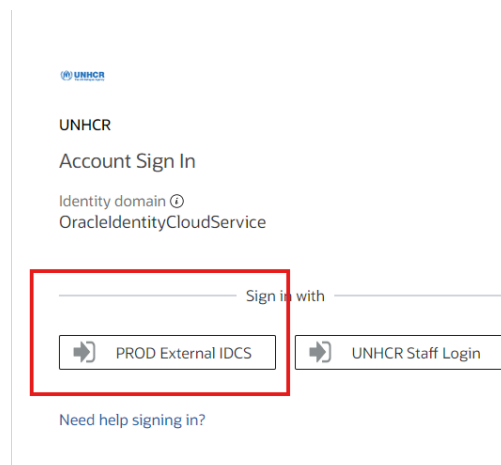 UNHCR
UNHCR
Account Sign In
Identity domain
OracleIdentityCloudService
Sign in with
PROD External IDCS
UNHCR Staff Login
Need help signing in?